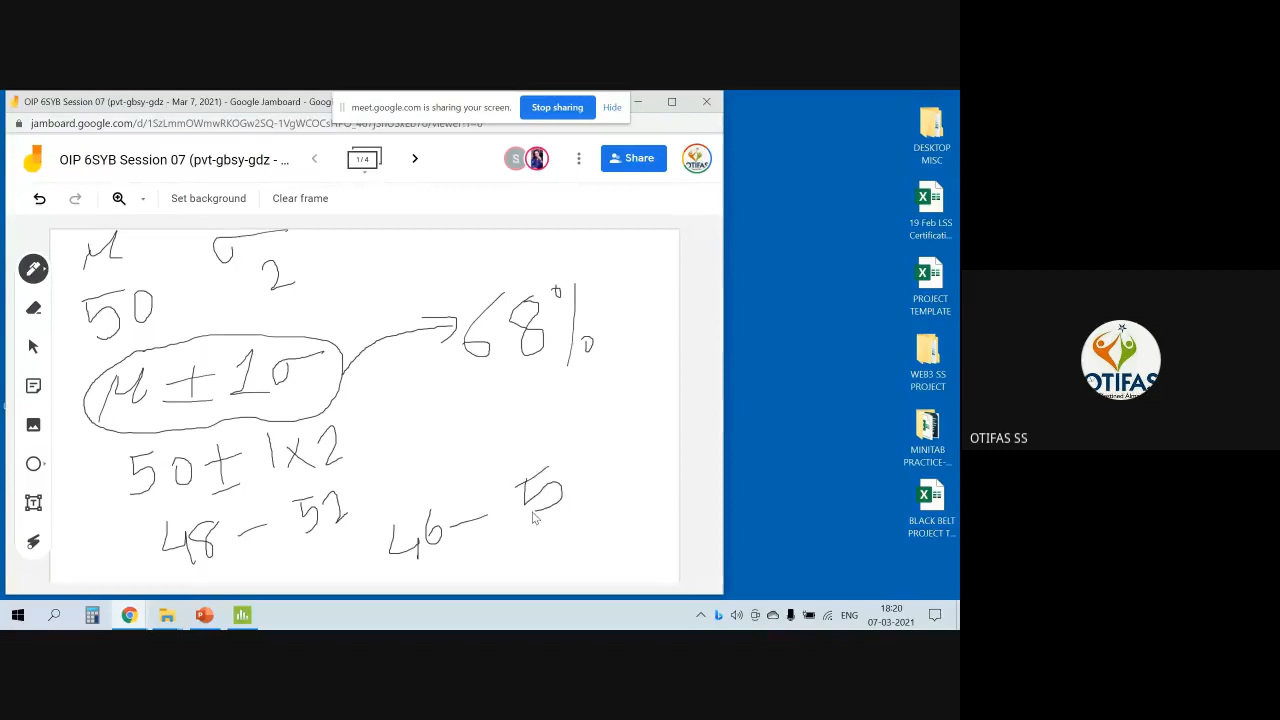 OIP 6SYB Session 07 (pvt-gbsy-gdz - Mar 7, 2021) - Google Jamboard - Goog
meet.google.com is sharing your screen.
Stop sharing
Hide
OIP 6SYB Session 07 (pvt-gbsy-gdz - ...
1/4
S
Share
OTIFAS
Set background
Clear frame
μ σ
50 2
68%
μ ± 1σ
50 ± 1×2
48 - 52
46 - 5
DESKTOP
MISC
19 Feb LSS
Certificati...
PROJECT
TEMPLATE
WEB3 SS
PROJECT
MINITAB
PRACTICE-...
BLACK BELT
PROJECT T...
OTIFAS
OTIFAS SS
ENG
18:20
07-03-2021